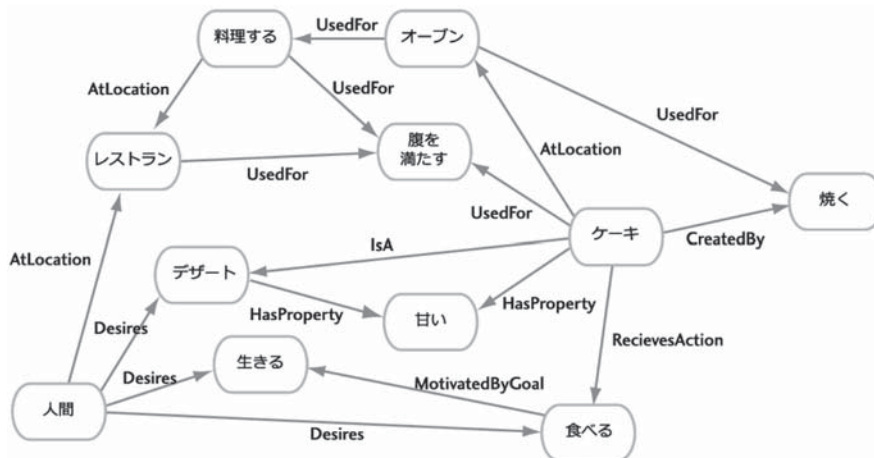 UsedFor
料理する
オーブン
AtLocation
UsedFor
UsedFor
レストラン
腹を
満たす
AtLocation
UsedFor
UsedFor
焼く
ケーキ
CreatedBy
IsA
AtLocation
デザート
HasProperty
甘い
HasProperty
RecievesAction
Desires
生きる
Desires
MotivatedByGoal
人間
Desires
食べる